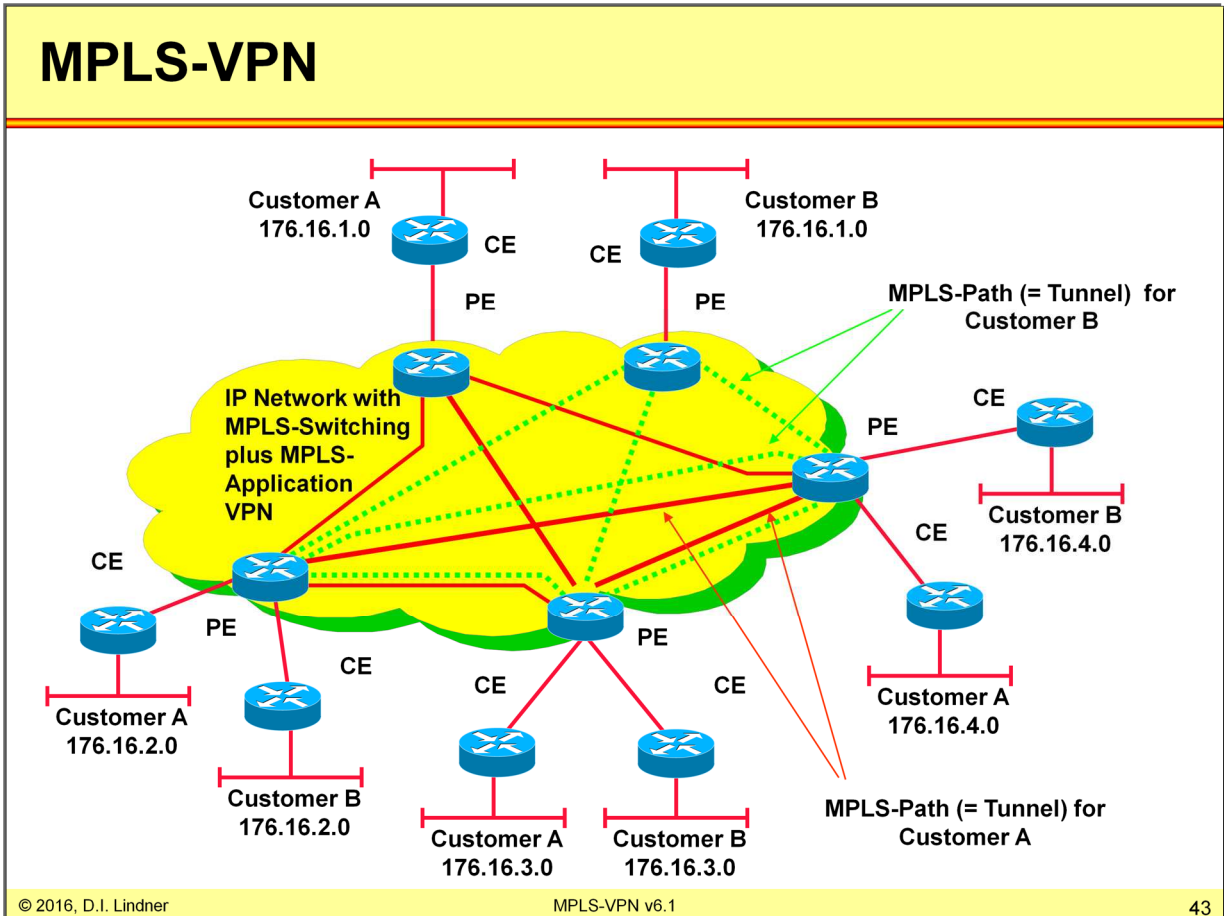 MPLS-VPN
Customer A
176.16.1.0
CE
PE
Customer B
176.16.1.0
CE
PE
MPLS-Path (= Tunnel) for
Customer B
IP Network with
MPLS-Switching
plus MPLS-
Application
VPN
PE
CE
Customer B
176.16.4.0
CE
Customer A
176.16.4.0
CE
PE
Customer A
176.16.2.0
CE
Customer B
176.16.2.0
PE
CE
Customer A
176.16.3.0
CE
Customer B
176.16.3.0
MPLS-Path (= Tunnel) for
Customer A
© 2016, D.I. Lindner
MPLS-VPN v6.1
43